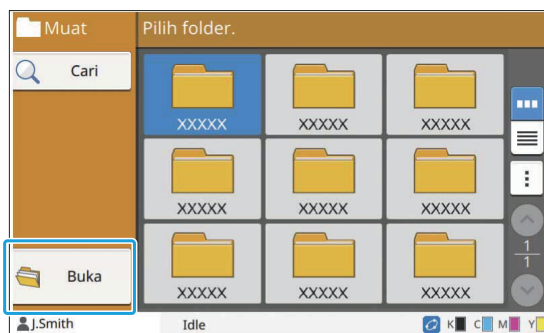 Muat
Pilih folder.
Cari
XXXXX XXXXX XXXXX
XXXXX XXXXX XXXXX
XXXXX XXXXX XXXXX
1
1
Buka
J.Smith
Idle
K C M Y